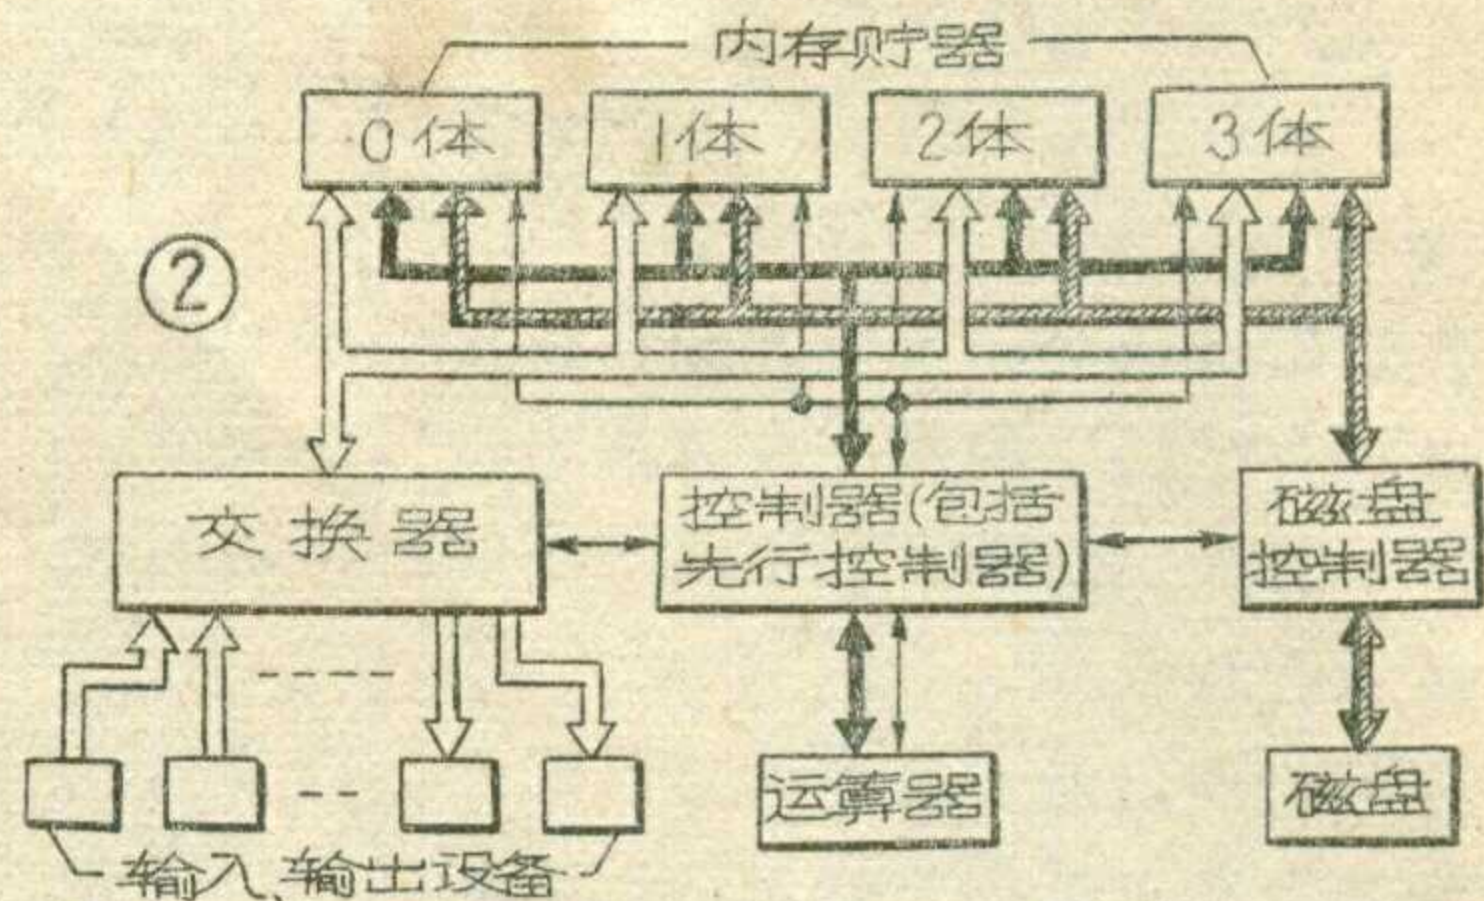 内存贮器
0体
1体
2体
3体
②
交换器
控制器(包括
先行控制器)
磁盘
控制器
运算器
磁盘
输入、输出设备